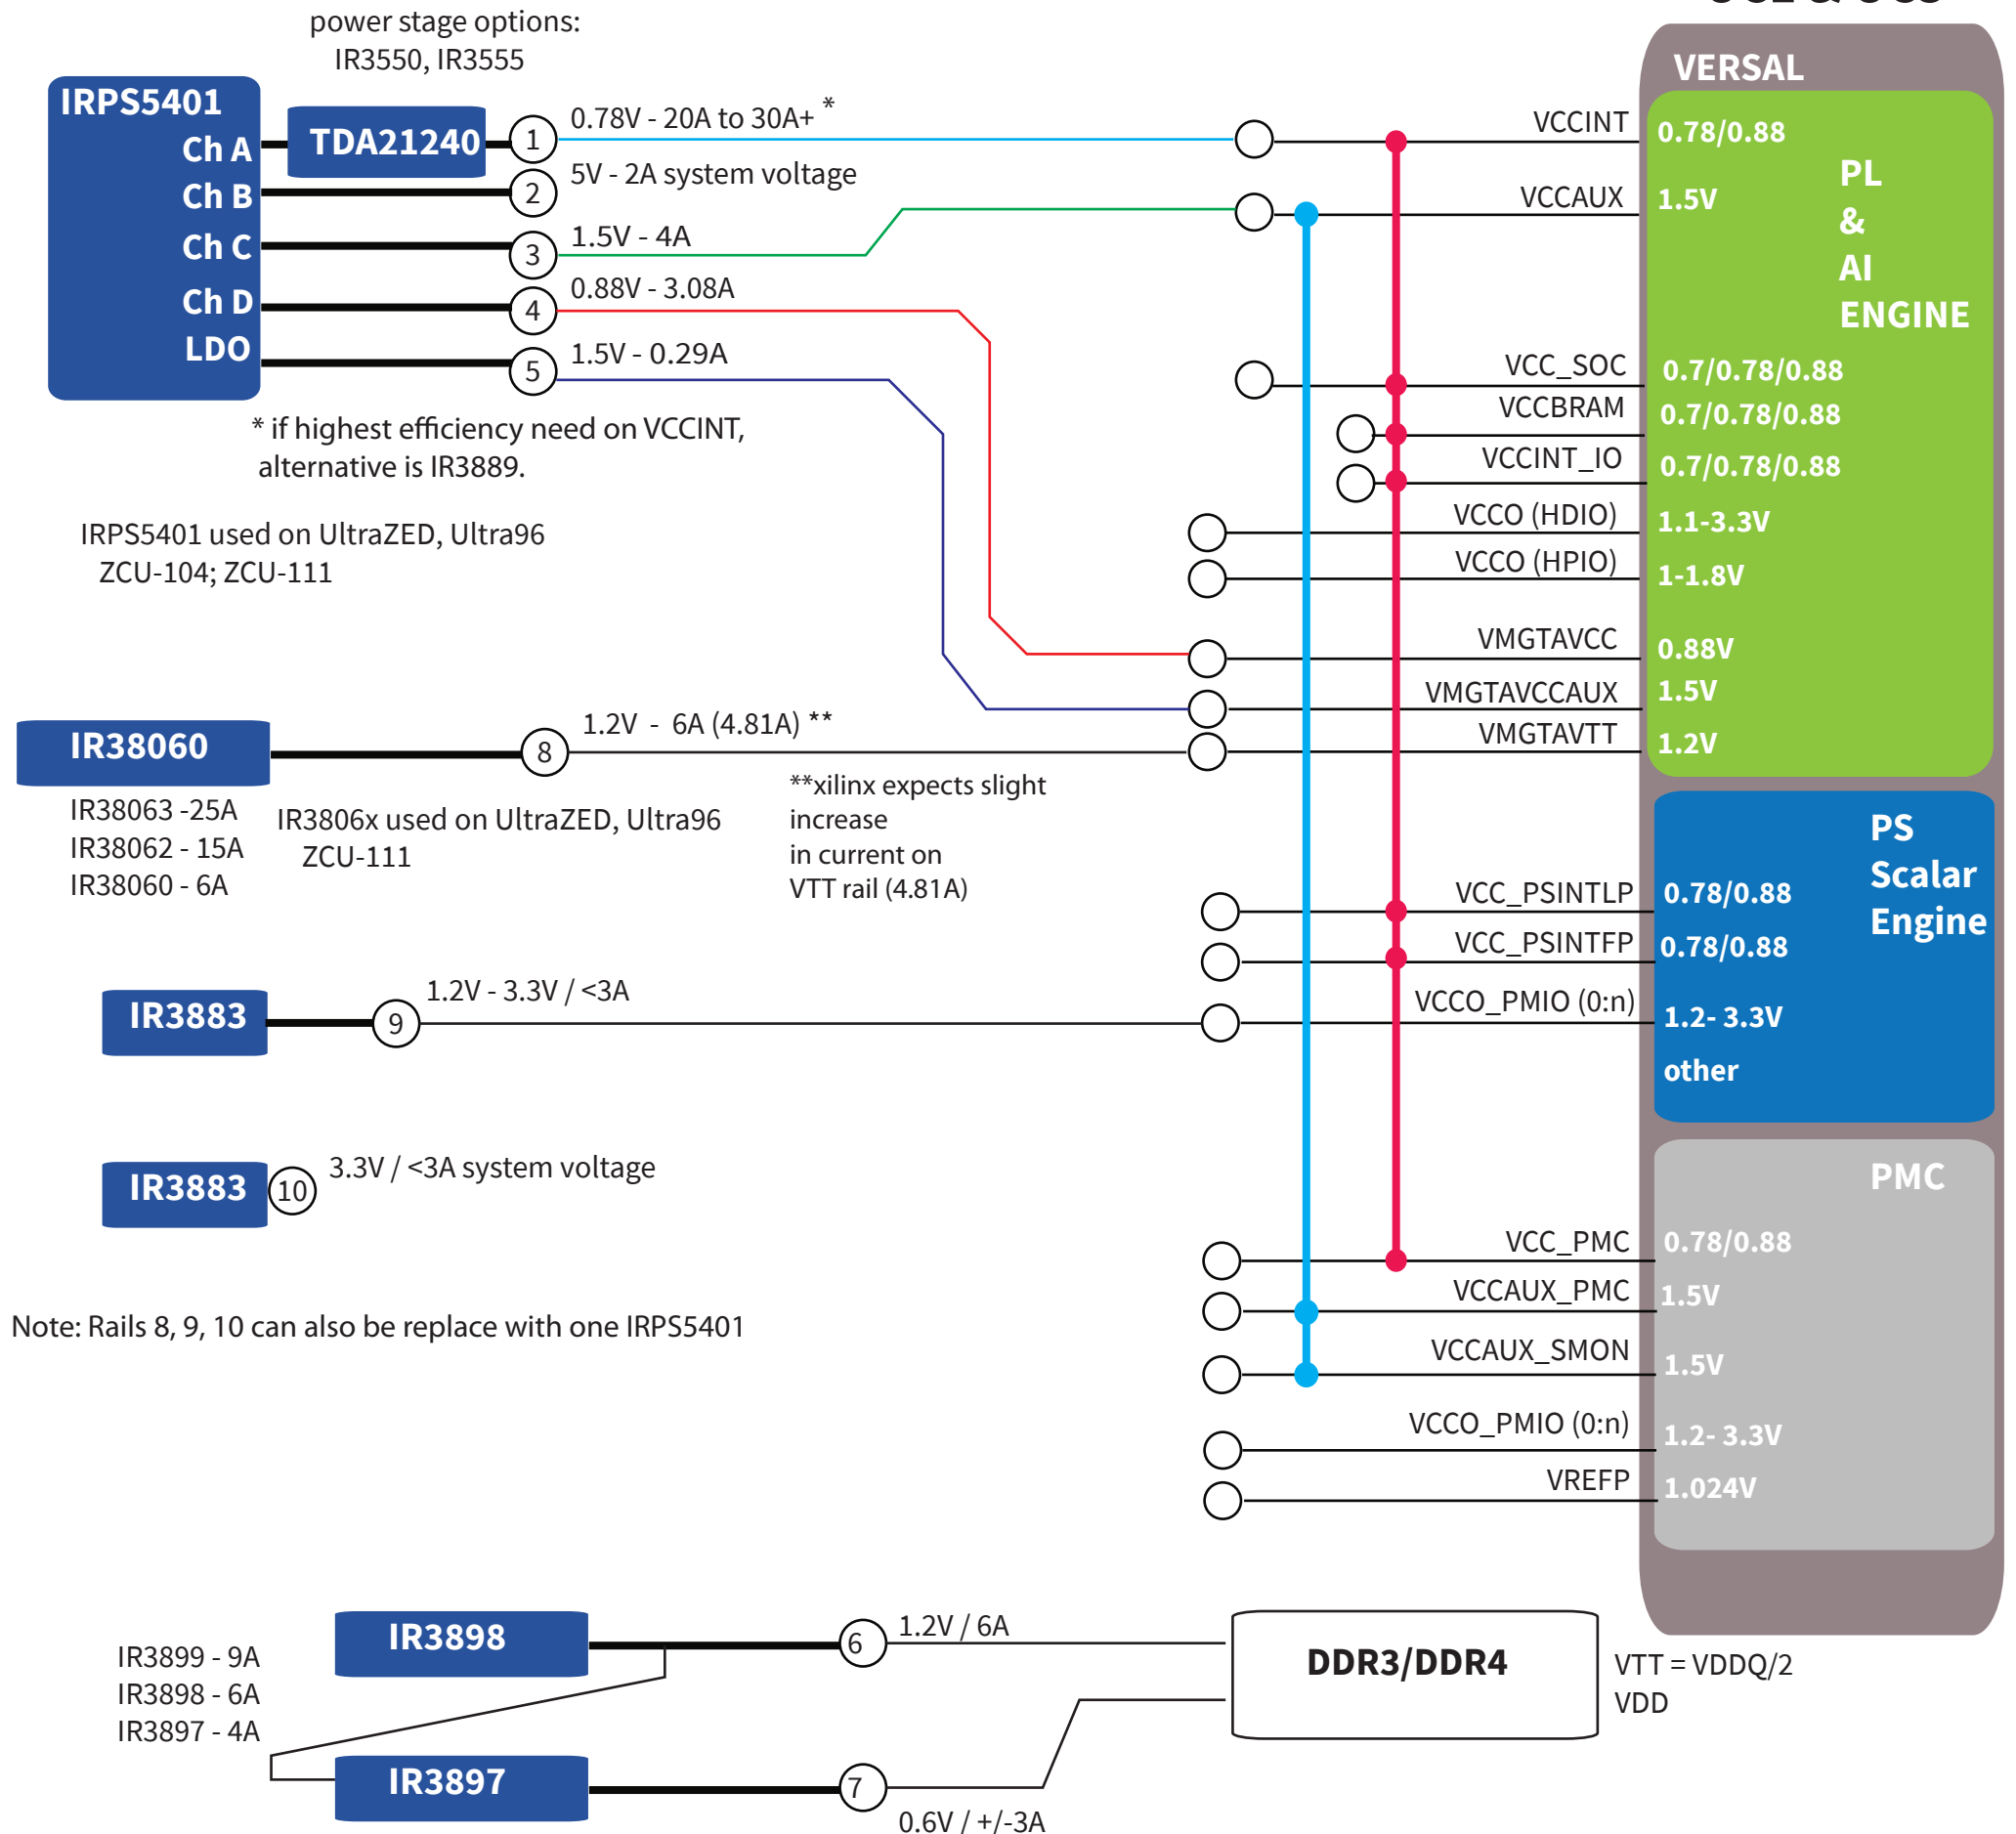 power stage options:
IR3550, IR3555
IRPS5401
Ch A
Ch B
Ch C
Ch D
LDO
TDA21240
1
0.78V - 20A to 30A+ *
2
5V - 2A system voltage
3
1.5V - 4A
4
0.88V - 3.08A
5
1.5V - 0.29A
* if highest efficiency need on VCCINT,
alternative is IR3889.
IRPS5401 used on UltraZED, Ultra96
ZCU-104; ZCU-111
IR38060
8
1.2V - 6A (4.81A) **
IR38063 -25A
IR38062 - 15A
IR38060 - 6A
IR3806x used on UltraZED, Ultra96
ZCU-111
**xilinx expects slight
increase
in current on
VTT rail (4.81A)
IR3883
9
1.2V - 3.3V / <3A
IR3883
10
3.3V / <3A system voltage
Note: Rails 8, 9, 10 can also be replace with one IRPS5401
VERSAL
PL
&
AI
ENGINE
VCCINT 0.78/0.88
VCCAUX 1.5V
VCC_SOC 0.7/0.78/0.88
VCCBRAM 0.7/0.78/0.88
VCCINT_IO 0.7/0.78/0.88
VCCO (HDIO) 1.1-3.3V
VCCO (HPIO) 1-1.8V
VMGTAVCC 0.88V
VMGTAVCCAUX 1.5V
VMGTAVTT 1.2V
PS
Scalar
Engine
VCC_PSINTLP 0.78/0.88
VCC_PSINTFP 0.78/0.88
VCCO_PMIO (0:n) 1.2- 3.3V
other
PMC
VCC_PMC 0.78/0.88
VCCAUX_PMC 1.5V
VCCAUX_SMON 1.5V
VCCO_PMIO (0:n) 1.2- 3.3V
VREFP 1.024V
IR3899 - 9A
IR3898 - 6A
IR3897 - 4A
IR3898
6
1.2V / 6A
IR3897
7
0.6V / +/-3A
DDR3/DDR4
VTT = VDDQ/2
VDD